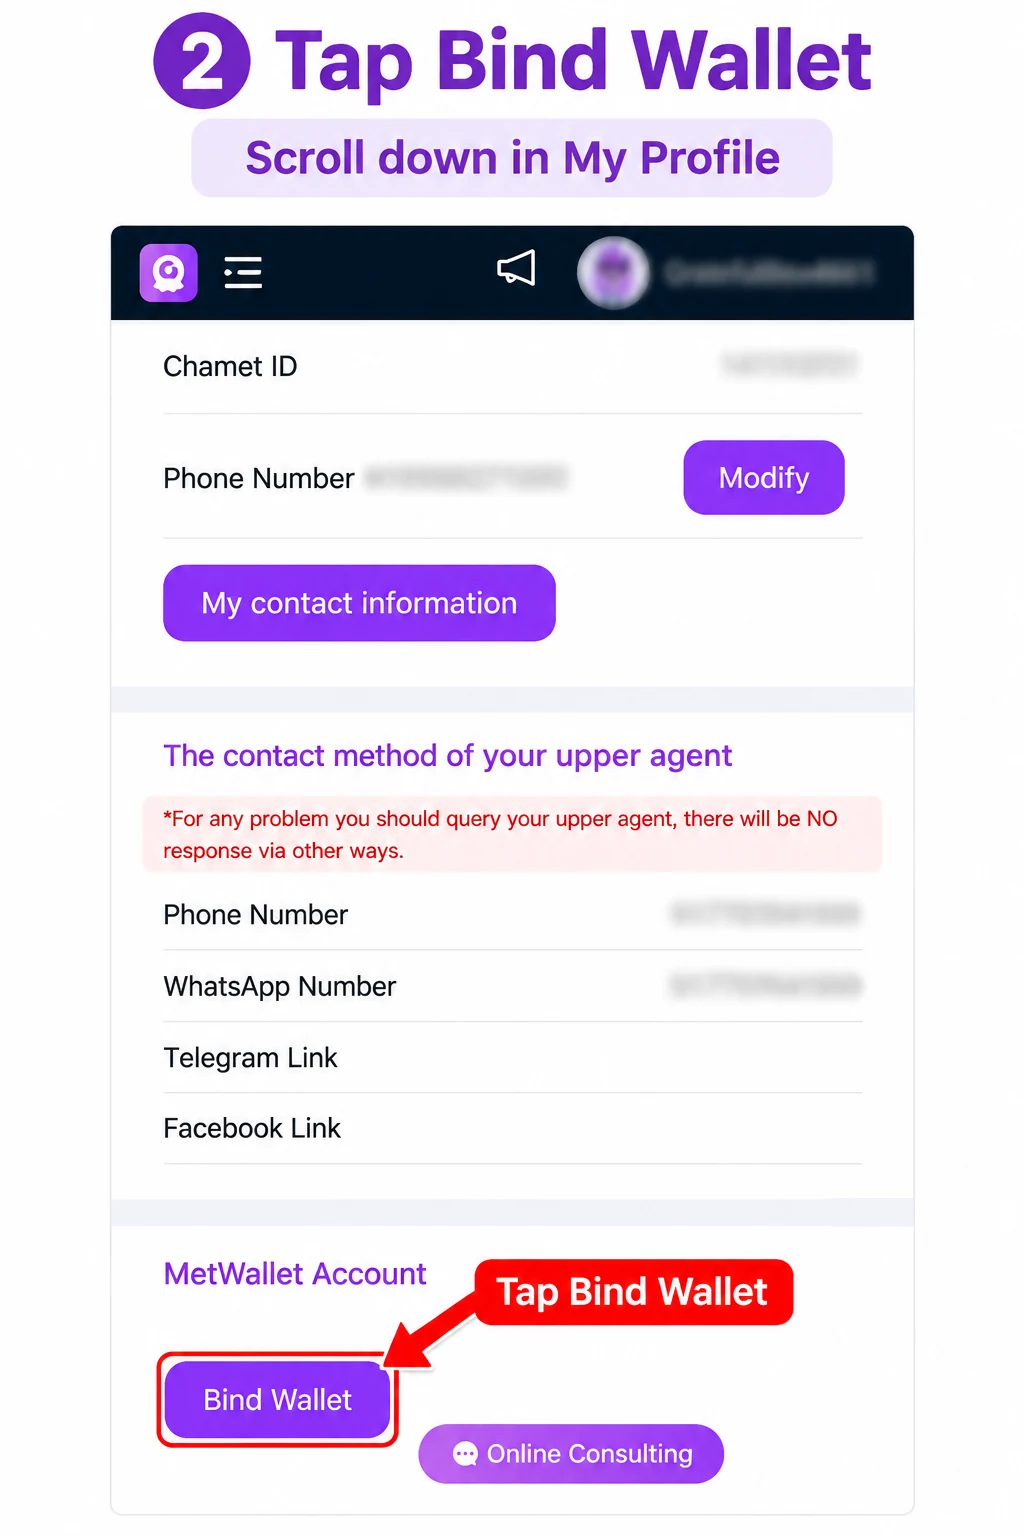 2 Tap Bind Wallet
Scroll down in My Profile
Chamet ID
Phone Number
Modify
My contact information
The contact method of your upper agent
*For any problem you should query your upper agent, there will be NO
response via other ways.
Phone Number
WhatsApp Number
Telegram Link
Facebook Link
MetWallet Account
Tap Bind Wallet
Bind Wallet
Online Consulting